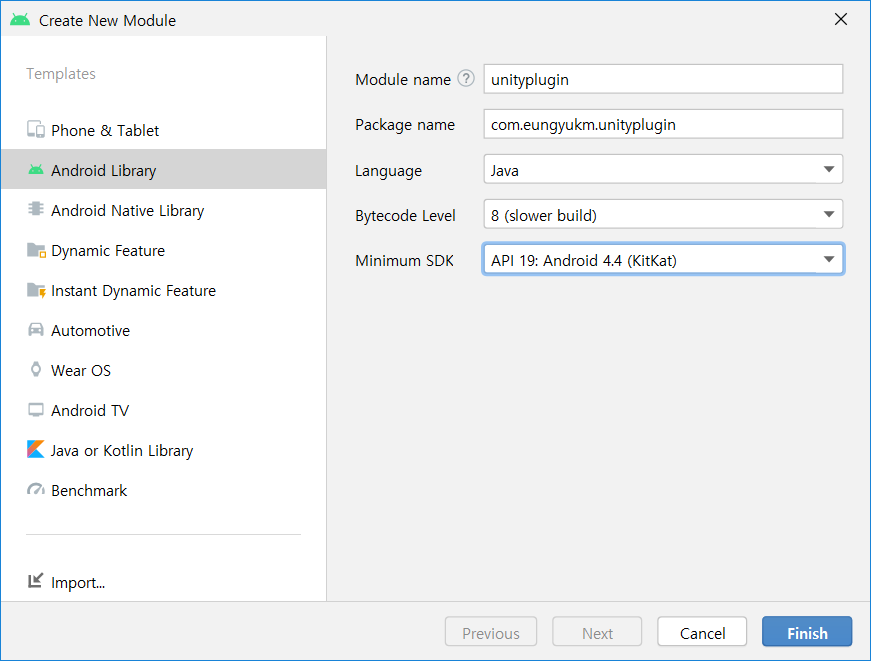 Create New Module
Templates
Phone & Tablet
Android Library
Android Native Library
Dynamic Feature
Instant Dynamic Feature
Automotive
Wear OS
Android TV
Java or Kotlin Library
Benchmark
Import...
Module name ? unityplugin
Package name com.eungyukm.unityplugin
Language Java
Bytecode Level 8 (slower build)
Minimum SDK API 19: Android 4.4 (KitKat)
Previous Next Cancel Finish